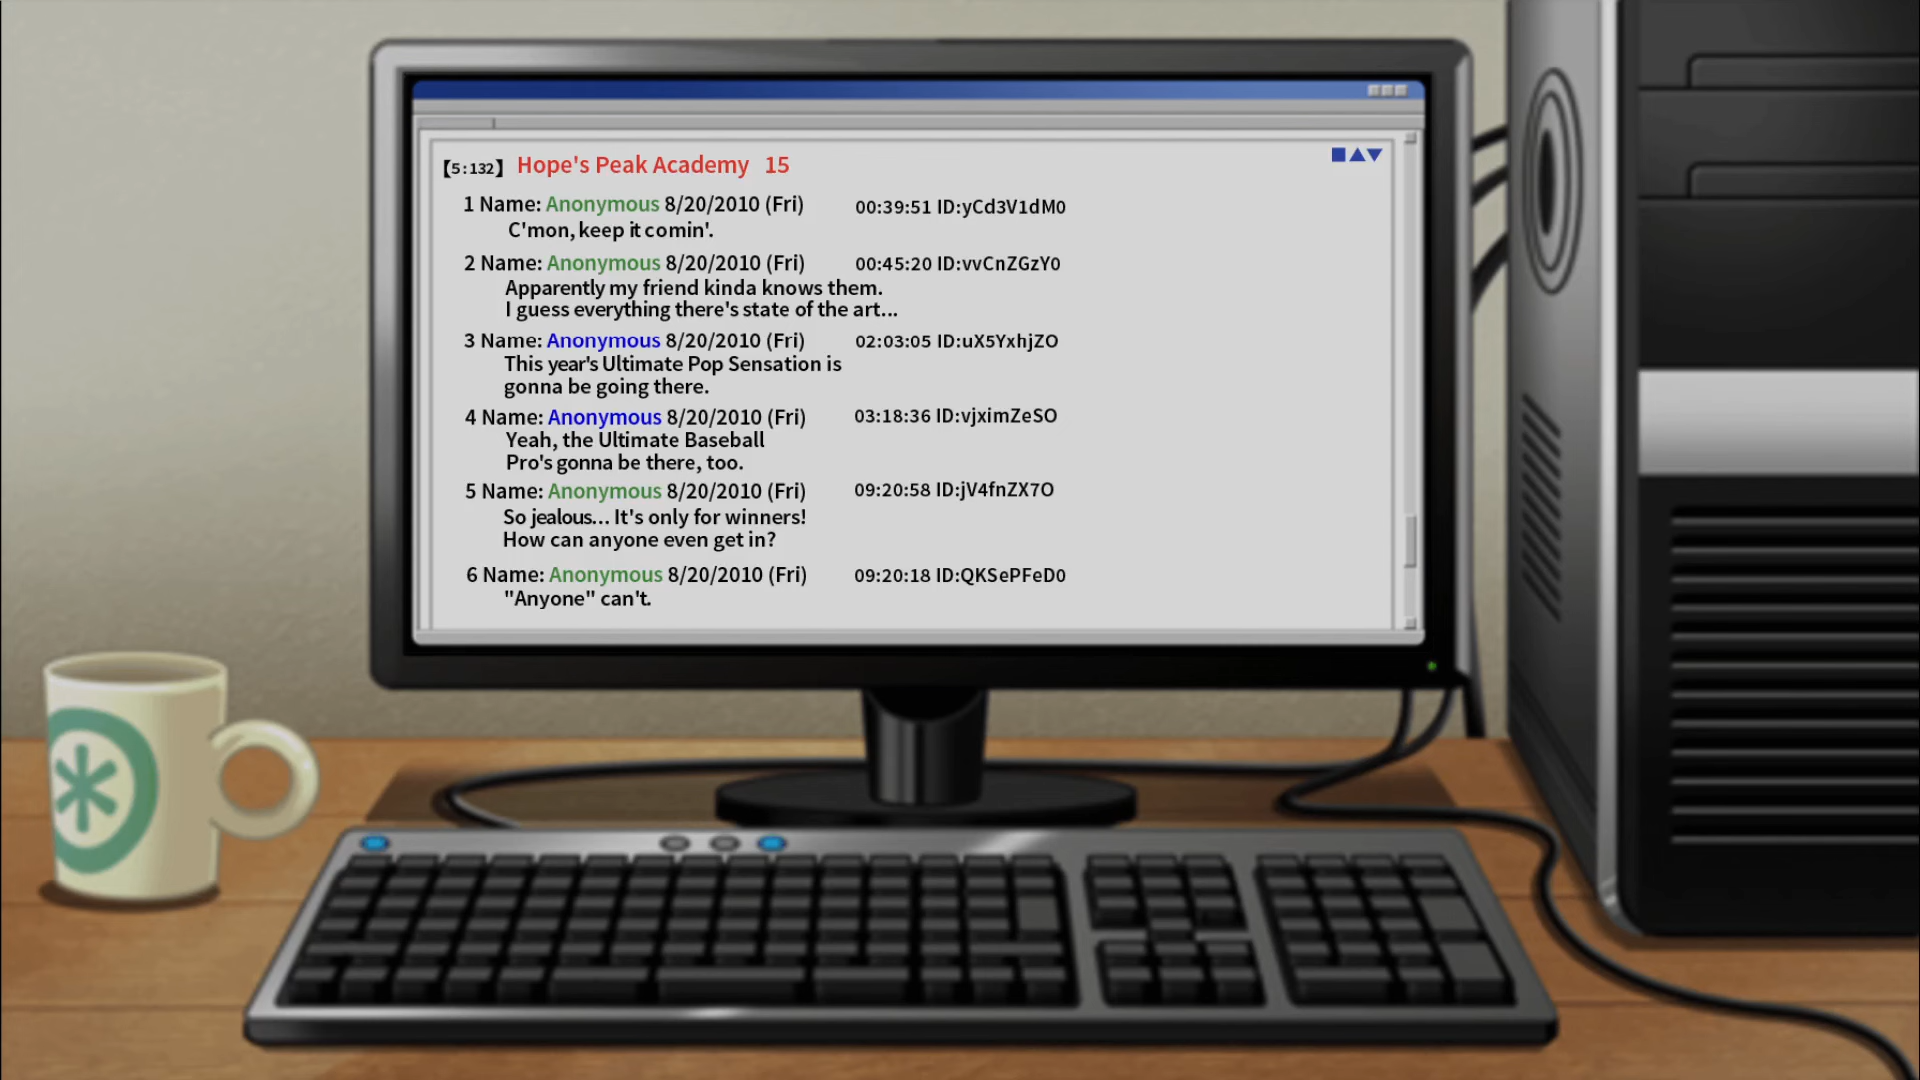 【5:132】 Hope's Peak Academy 15
1 Name: Anonymous 8/20/2010 (Fri) 00:39:51 ID:yCd3V1dM0
C'mon, keep it comin'.
2 Name: Anonymous 8/20/2010 (Fri) 00:45:20 ID:vvCnZGzY0
Apparently my friend kinda knows them.
I guess everything there's state of the art...
3 Name: Anonymous 8/20/2010 (Fri) 02:03:05 ID:uX5YxhjZO
This year's Ultimate Pop Sensation is
gonna be going there.
4 Name: Anonymous 8/20/2010 (Fri) 03:18:36 ID:vjximZeSO
Yeah, the Ultimate Baseball
Pro's gonna be there, too.
5 Name: Anonymous 8/20/2010 (Fri) 09:20:58 ID:jV4fnZX7O
So jealous... It's only for winners!
How can anyone even get in?
6 Name: Anonymous 8/20/2010 (Fri) 09:20:18 ID:QKSePFeD0
"Anyone" can't.